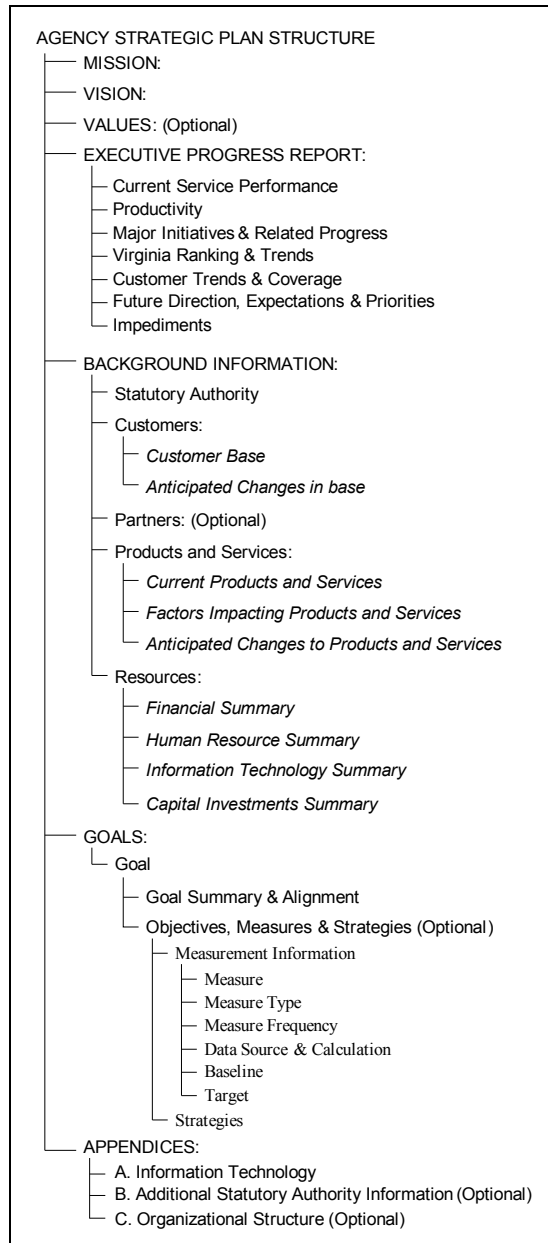 AGENCY STRATEGIC PLAN STRUCTURE
MISSION:
VISION:
VALUES: (Optional)
EXECUTIVE PROGRESS REPORT:
Current Service Performance
Productivity
Major Initiatives & Related Progress
Virginia Ranking & Trends
Customer Trends & Coverage
Future Direction, Expectations & Priorities
Impediments
BACKGROUND INFORMATION:
Statutory Authority
Customers:
Customer Base
Anticipated Changes in base
Partners: (Optional)
Products and Services:
Current Products and Services
Factors Impacting Products and Services
Anticipated Changes to Products and Services
Resources:
Financial Summary
Human Resource Summary
Information Technology Summary
Capital Investments Summary
GOALS:
Goal
Goal Summary & Alignment
Objectives, Measures & Strategies (Optional)
Measurement Information
Measure
Measure Type
Measure Frequency
Data Source & Calculation
Baseline
Target
Strategies
APPENDICES:
A. Information Technology
B. Additional Statutory Authority Information (Optional)
C. Organizational Structure (Optional)